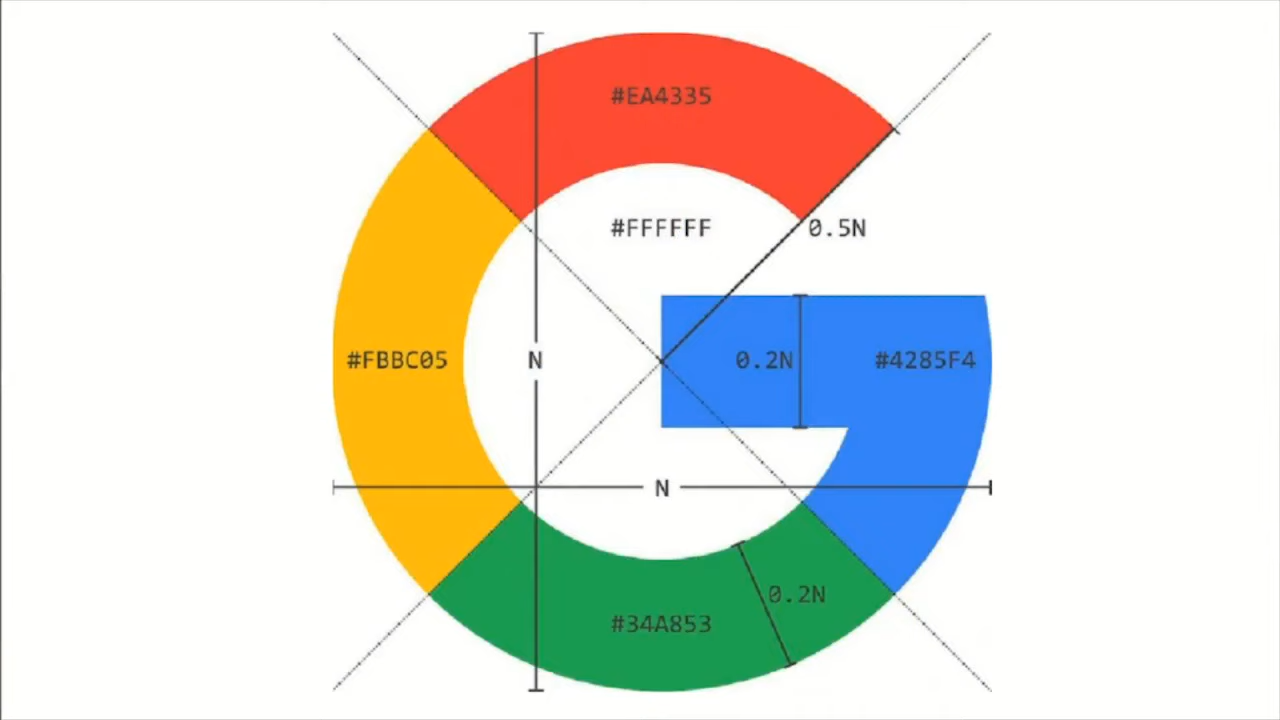 #EA4335
#FFFFFF
0.5N
#FBBC05
N
0.2N
#4285F4
N
0.2N
#34A853